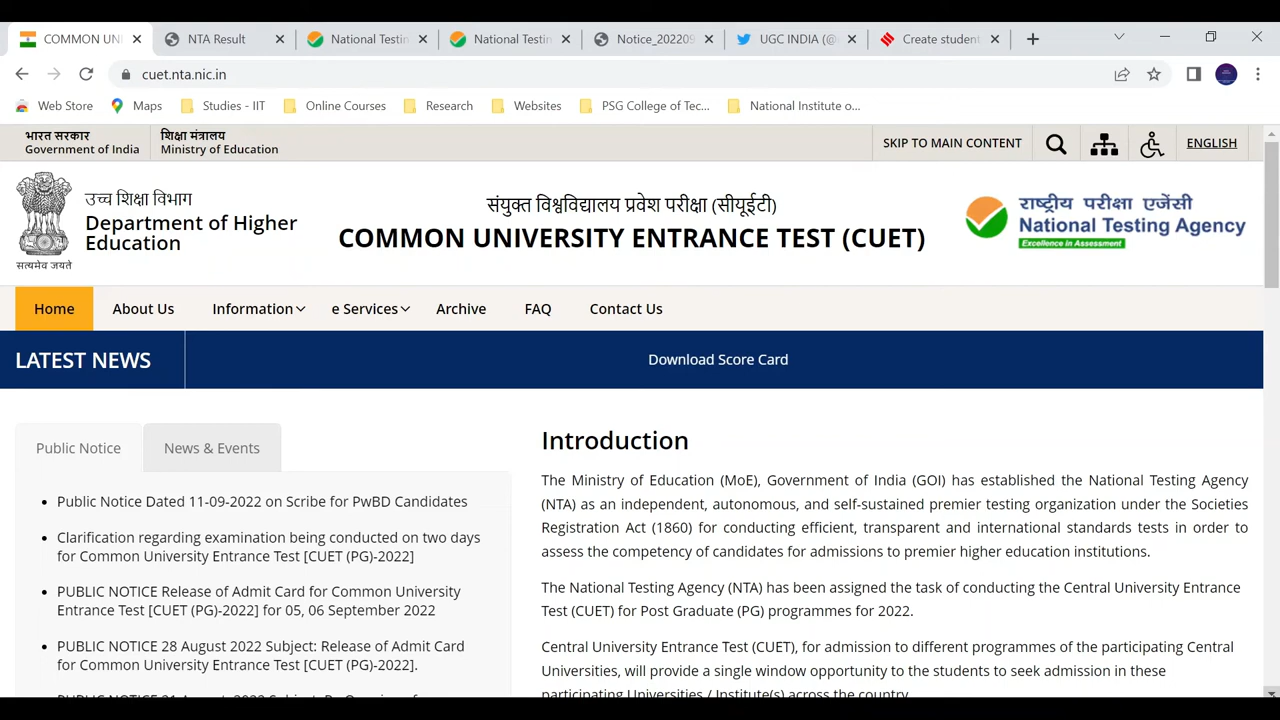 COMMON UNI
NTA Result
National Testin
National Testin
Notice_202209
UGC INDIA (@
Create student
cuet.nta.nic.in
Web Store
Maps
Studies - IIT
Online Courses
Research
Websites
PSG College of Tec...
National Institute o...
भारत सरकार
Government of India
शिक्षा मंत्रालय
Ministry of Education
SKIP TO MAIN CONTENT
ENGLISH
सत्यमेव जयते
उच्च शिक्षा विभाग
Department of Higher
Education
संयुक्त विश्वविद्यालय प्रवेश परीक्षा (सीयूईटी)
COMMON UNIVERSITY ENTRANCE TEST (CUET)
राष्ट्रीय परीक्षा एजेंसी
National Testing Agency
Excellence in Assessment
Home
About Us
Information
e Services
Archive
FAQ
Contact Us
LATEST NEWS
Download Score Card
Public Notice
News & Events
• Public Notice Dated 11-09-2022 on Scribe for PwBD Candidates
• Clarification regarding examination being conducted on two days
for Common University Entrance Test [CUET (PG)-2022]
• PUBLIC NOTICE Release of Admit Card for Common University
Entrance Test [CUET (PG)-2022] for 05, 06 September 2022
• PUBLIC NOTICE 28 August 2022 Subject: Release of Admit Card
for Common University Entrance Test [CUET (PG)-2022].
Introduction
The Ministry of Education (MoE), Government of India (GOI) has established the National Testing Agency
(NTA) as an independent, autonomous, and self-sustained premier testing organization under the Societies
Registration Act (1860) for conducting efficient, transparent and international standards tests in order to
assess the competency of candidates for admissions to premier higher education institutions.
The National Testing Agency (NTA) has been assigned the task of conducting the Central University Entrance
Test (CUET) for Post Graduate (PG) programmes for 2022.
Central University Entrance Test (CUET), for admission to different programmes of the participating Central
Universities, will provide a single window opportunity to the students to seek admission in these
participating Universities / Institute(s) across the country